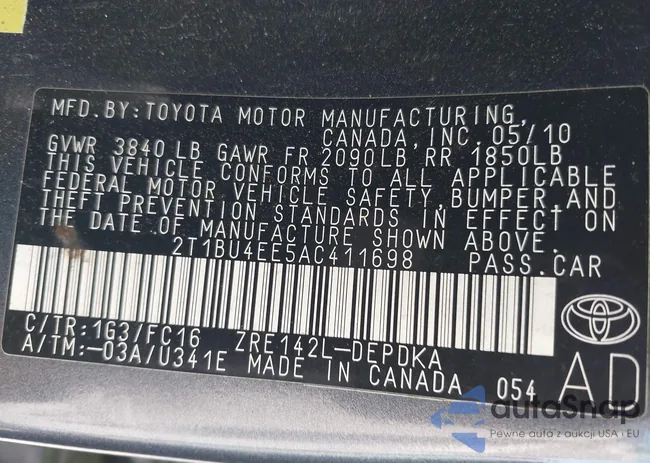 MFD. BY: TOYOTA MOTOR MANUFACTURING,
CANADA, INC. 05/10
GVWR 3840 LB GAWR FR 2090LB RR 1850LB
THIS VEHICLE CONFORMS TO ALL APPLICABLE
FEDERAL MOTOR VEHICLE SAFETY, BUMPER, AND
THEFT PREVENTION STANDARDS IN EFFECT ON
THE DATE OF MANUFACTURE SHOWN ABOVE.
2T1BU4EE5AC411698 PASS. CAR
C/TR: 1G3/FC16 ZRE142L-DEPDKA
A/TM: -03A/U341E MADE IN CANADA 054 AD
autoSnap
Pewne auta z aukcji USA i EU